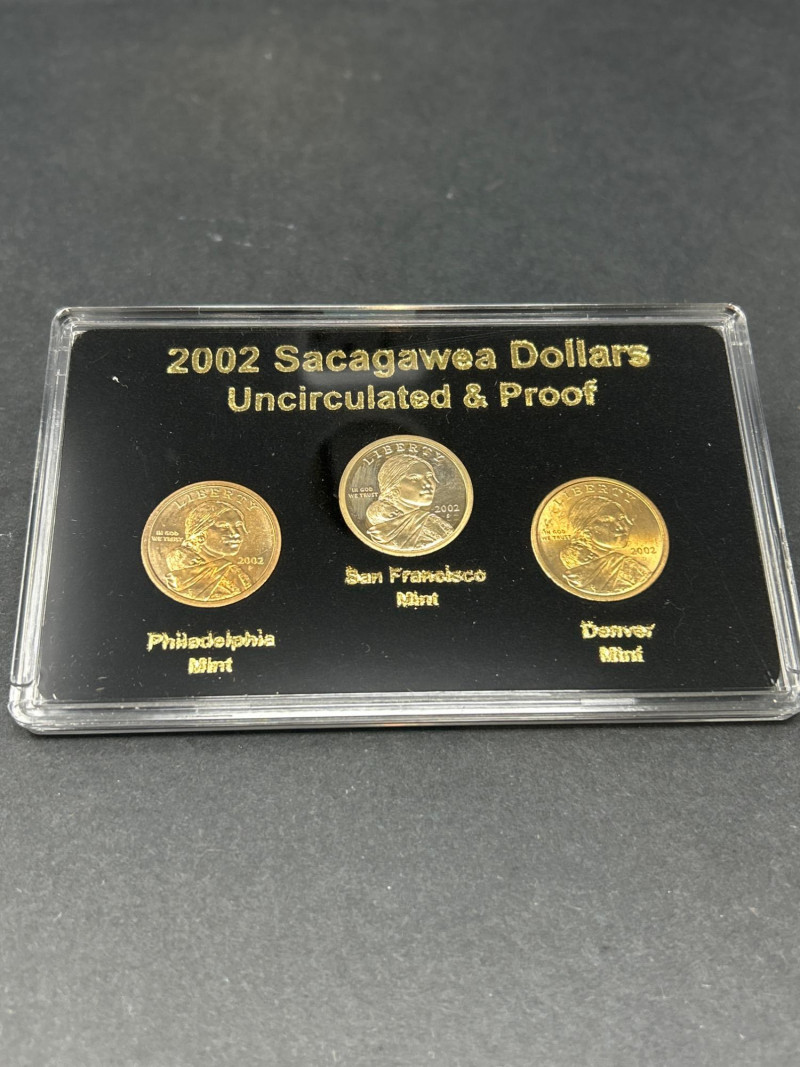 2002 Sacagawea Dollars
Uncirculated & Proof
LIBERTY
IN GOD
WE TRUST
2002
Philadelphia
Mint
LIBERTY
IN GOD
WE TRUST
2002
San Francisco
Mint
LIBERTY
IN GOD
WE TRUST
2002
Denver
Mint